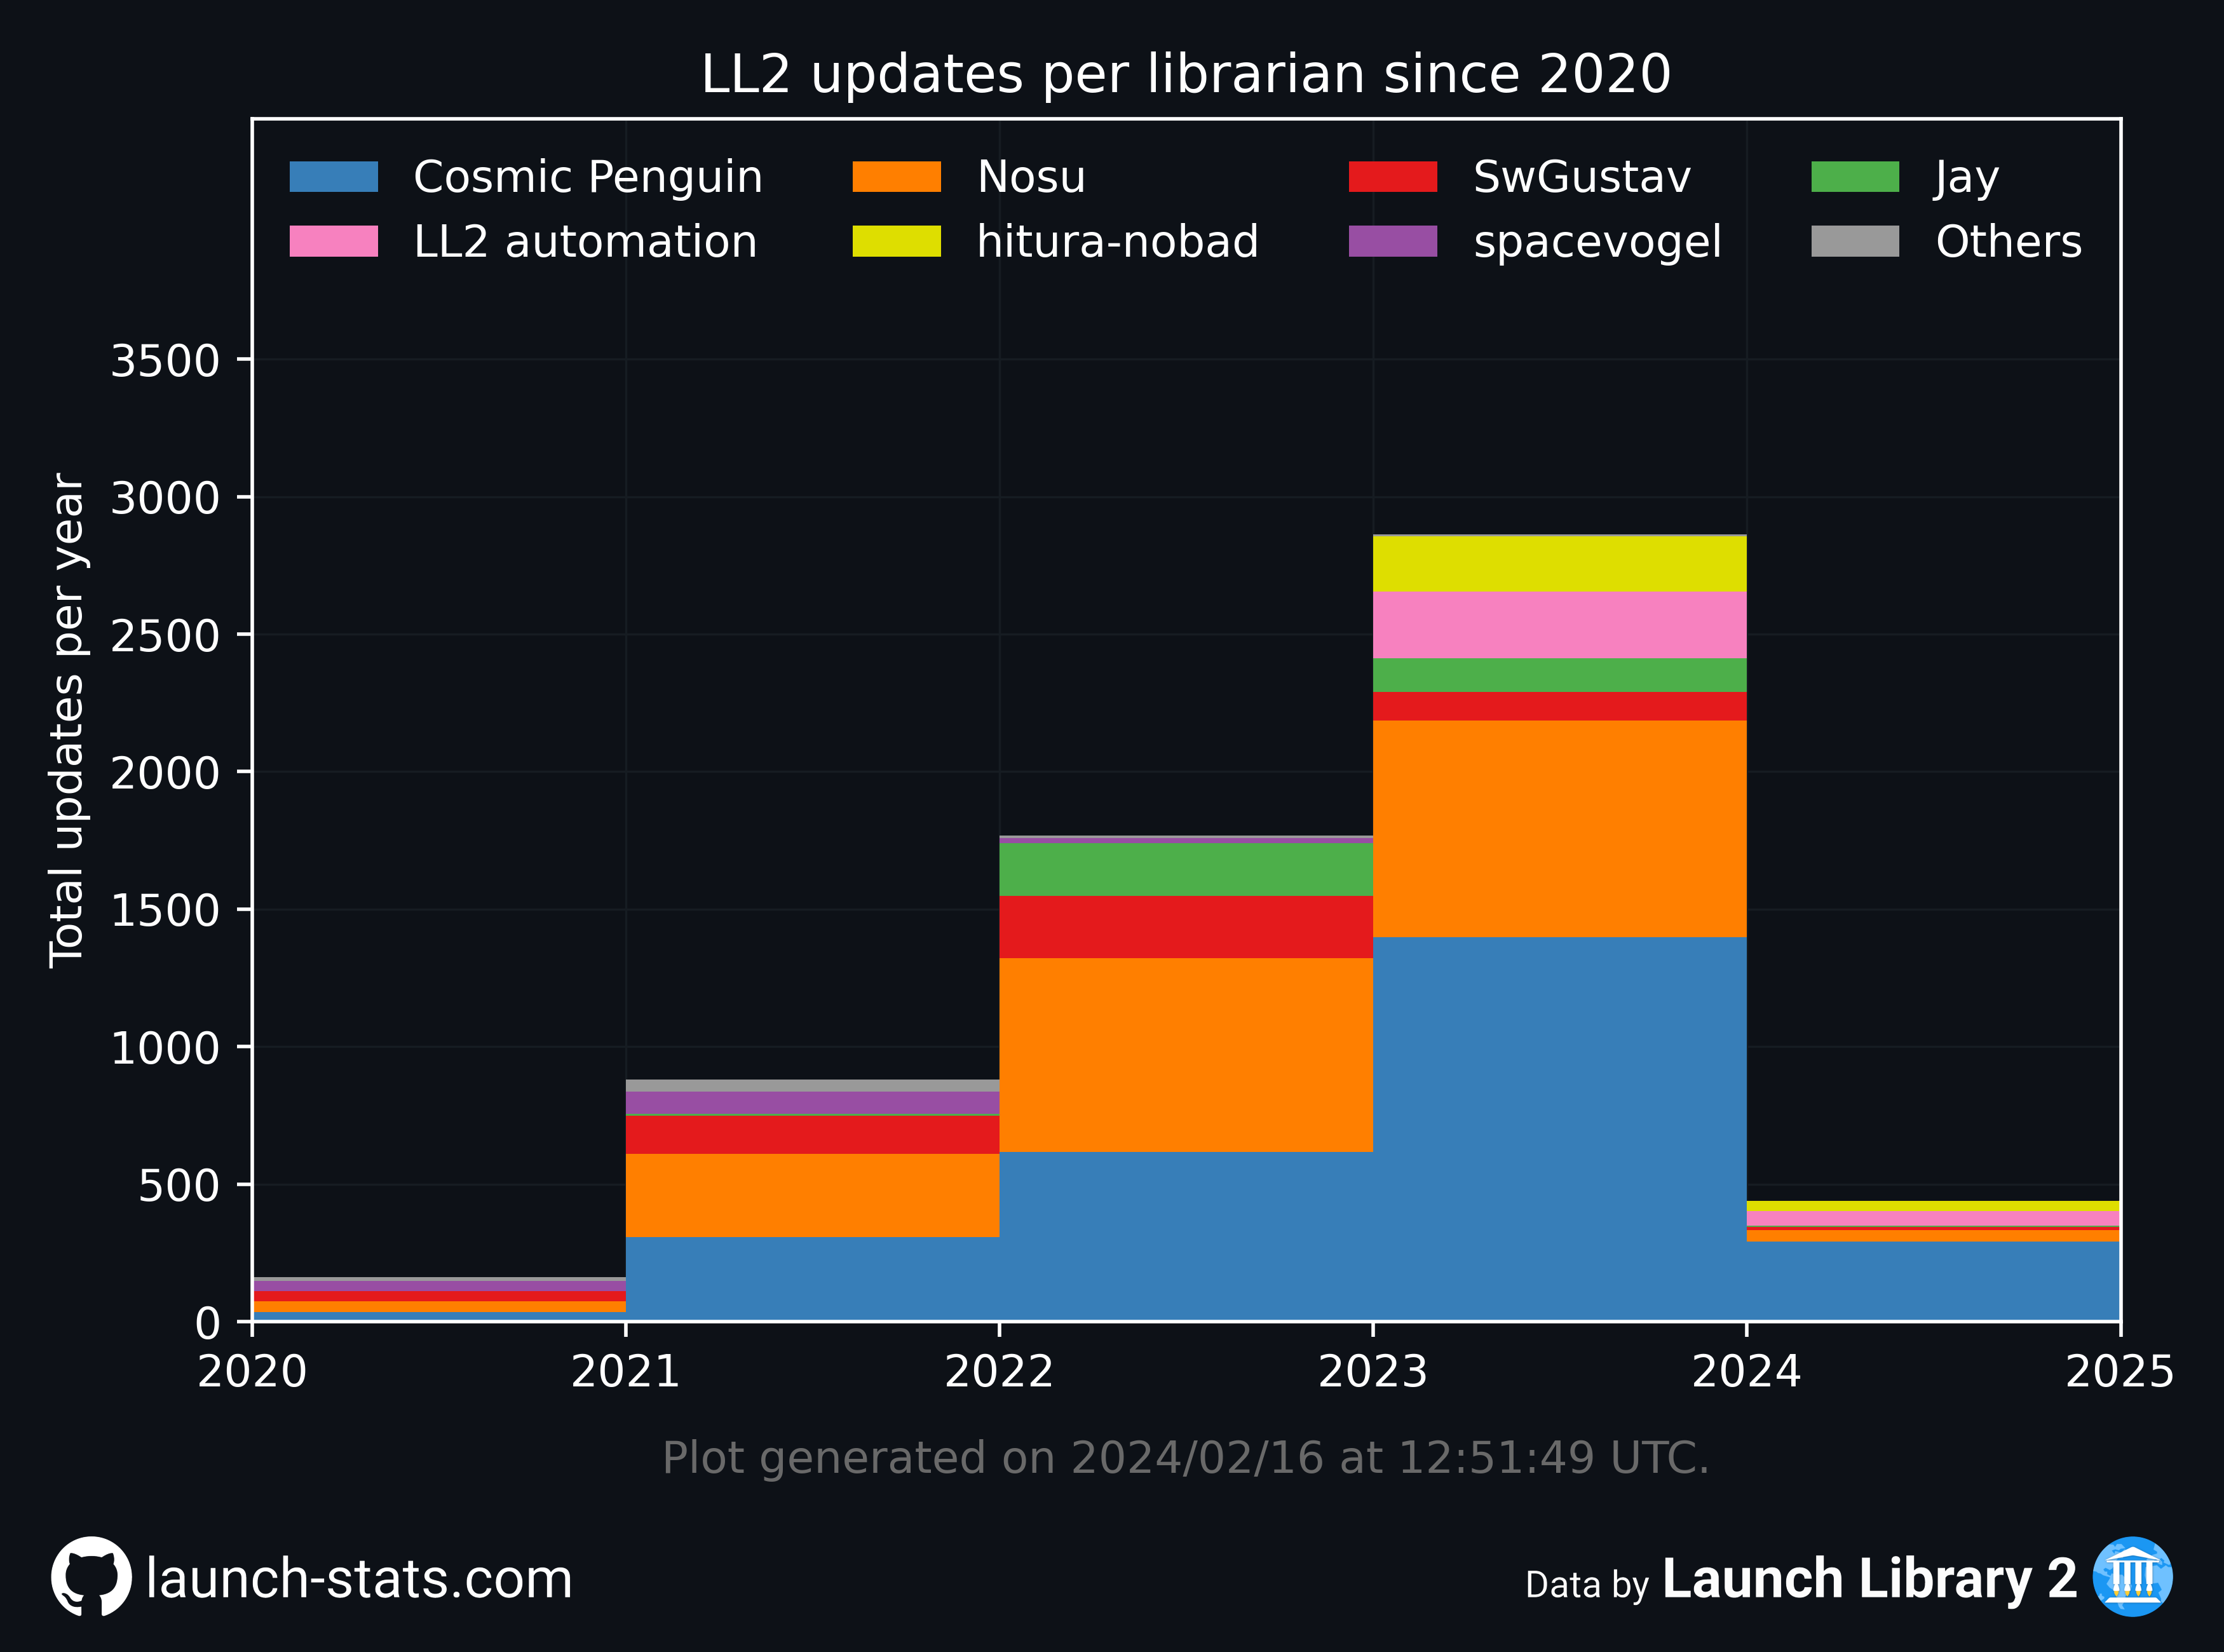 LL2 updates per librarian since 2020
Cosmic Penguin
Nosu
SwGustav
Jay
LL2 automation
hitura-nobad
spacevogel
Others
Total updates per year
3500
3000
2500
2000
1500
1000
500
0
2020 2021 2022 2023 2024 2025
Plot generated on 2024/02/16 at 12:51:49 UTC.
launch-stats.com
Data by Launch Library 2